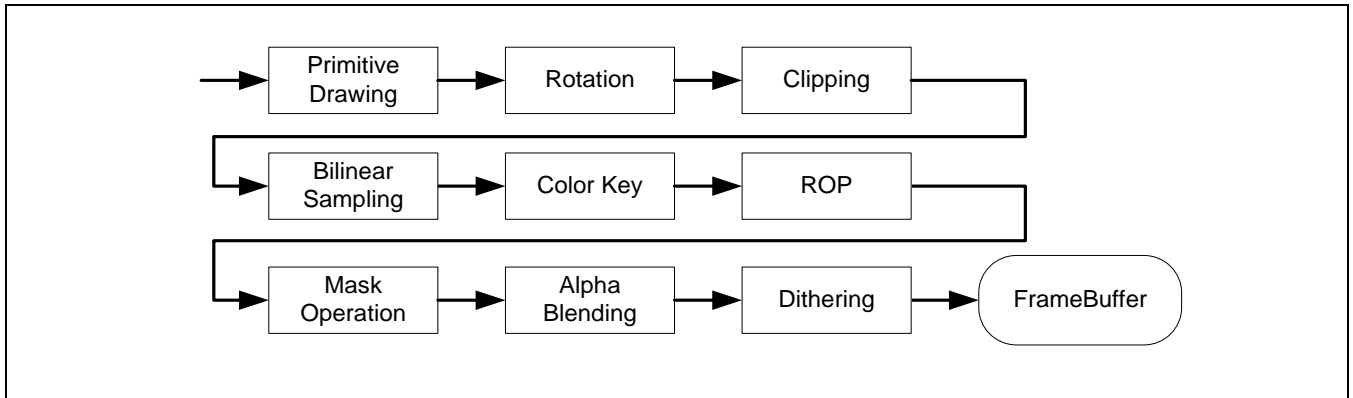 Primitive
Drawing
Rotation
Clipping
Bilinear
Sampling
Color Key
ROP
Mask
Operation
Alpha
Blending
Dithering
FrameBuffer